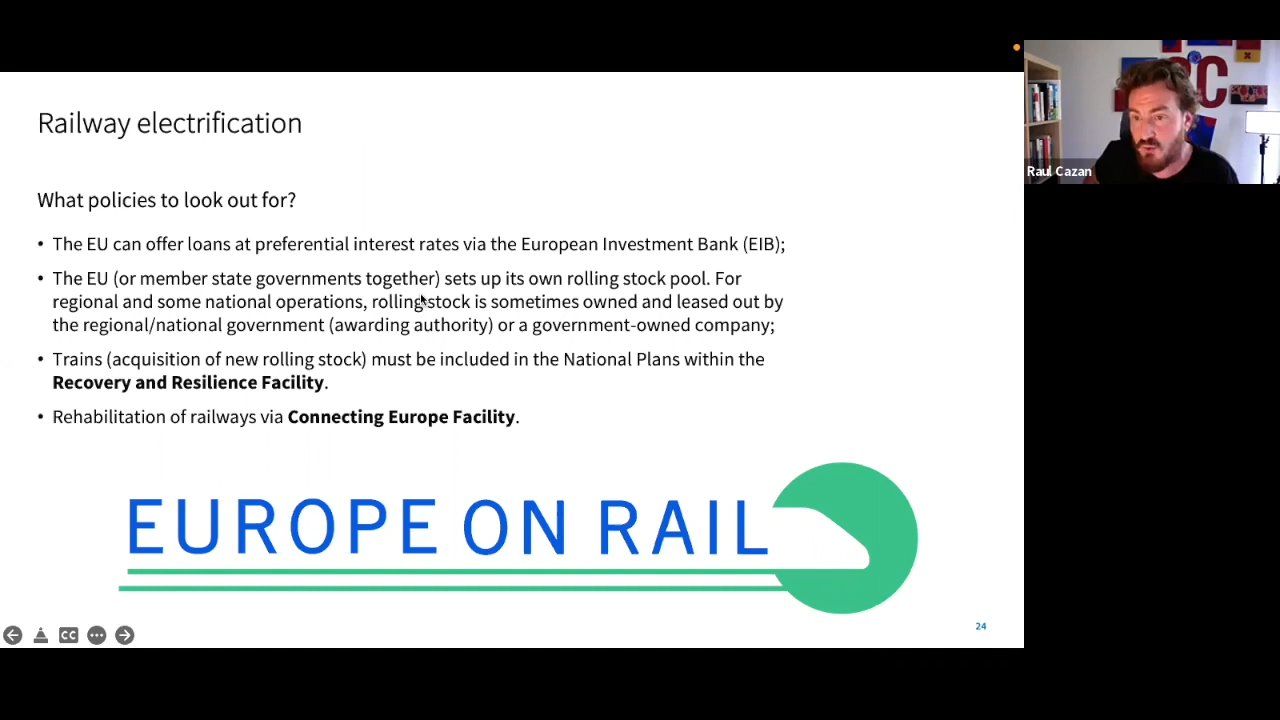 Railway electrification
What policies to look out for?
• The EU can offer loans at preferential interest rates via the European Investment Bank (EIB);
• The EU (or member state governments together) sets up its own rolling stock pool. For
regional and some national operations, rolling stock is sometimes owned and leased out by
the regional/national government (awarding authority) or a government-owned company;
• Trains (acquisition of new rolling stock) must be included in the National Plans within the
Recovery and Resilience Facility.
• Rehabilitation of railways via Connecting Europe Facility.
EUROPE ON RAIL
24
CC
Raul Cazan